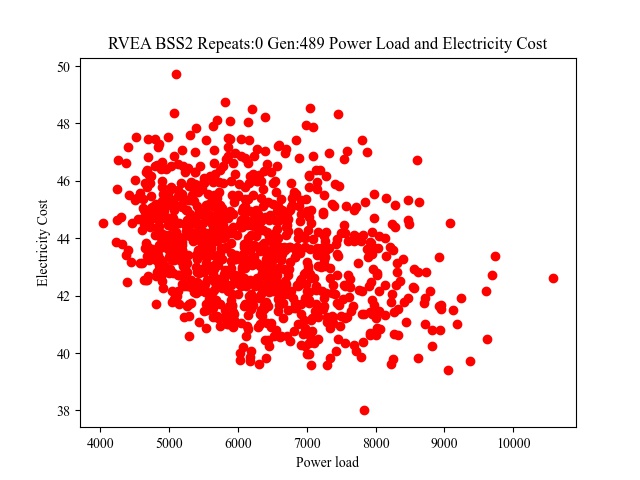 RVEA BSS2 Repeats:0 Gen:489 Power Load and Electricity Cost
50
48
46
44
42
40
38
Electricity Cost
4000 5000 6000 7000 8000 9000 10000
Power load